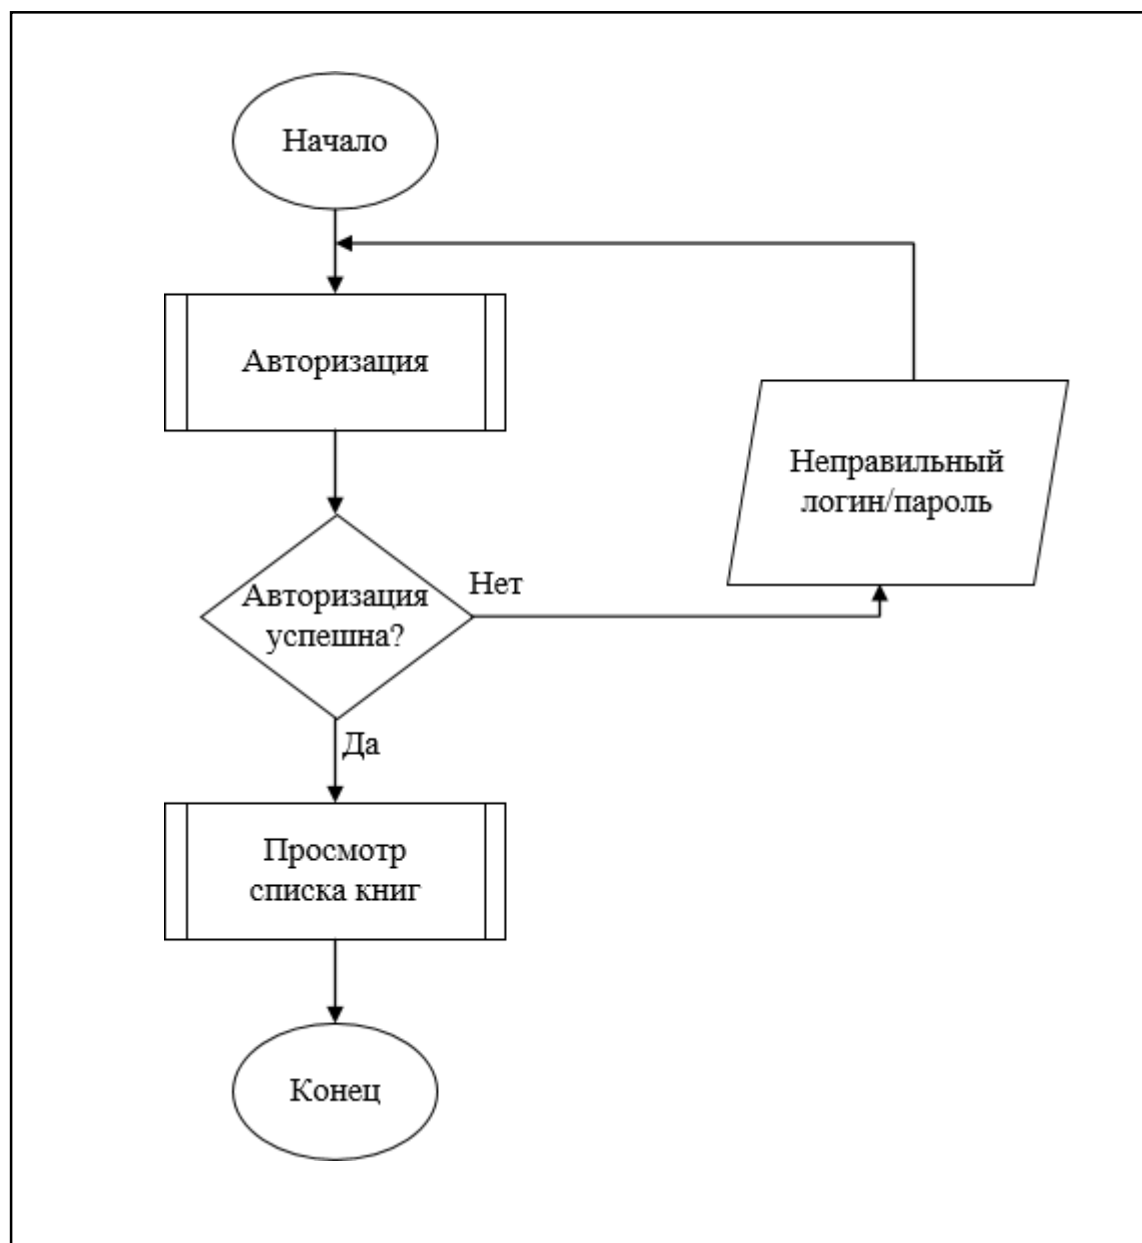 Начало
Авторизация
Неправильный
логин/пароль
Нет
Авторизация
успешна?
Да
Просмотр
списка книг
Конец